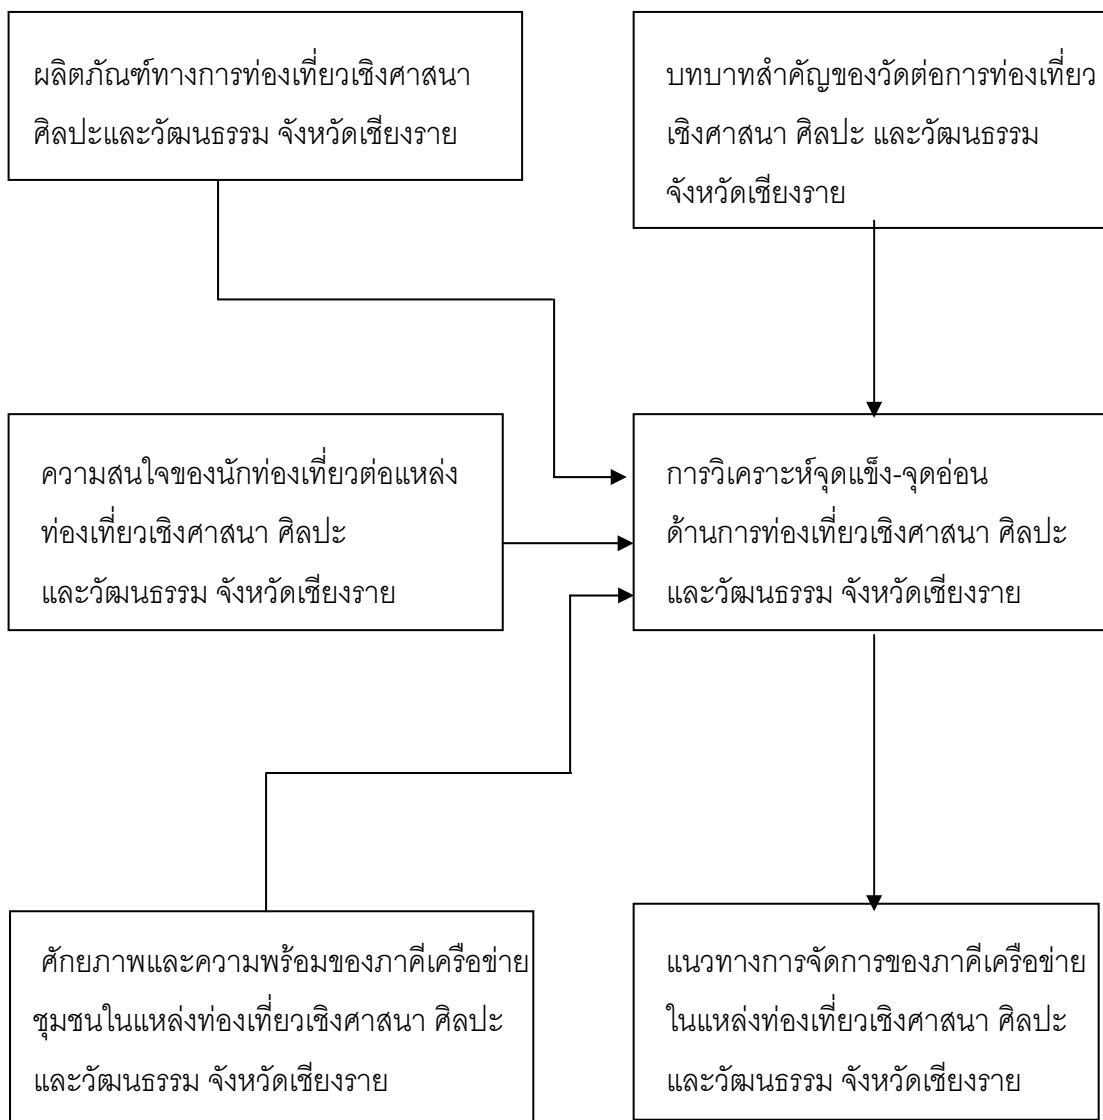 ผลิตภัณฑ์ทางการท่องเที่ยวเชิงศาสนา
ศิลปะและวัฒนธรรม จังหวัดเชียงราย
บทบาทสำคัญของวัดต่อการท่องเที่ยว
เชิงศาสนา ศิลปะ และวัฒนธรรม
จังหวัดเชียงราย
ความสนใจของนักท่องเที่ยวต่อแหล่ง
ท่องเที่ยวเชิงศาสนา ศิลปะ
และวัฒนธรรม จังหวัดเชียงราย
การวิเคราะห์จุดแข็ง-จุดอ่อน
ด้านการท่องเที่ยวเชิงศาสนา ศิลปะ
และวัฒนธรรม จังหวัดเชียงราย
ศักยภาพและความพร้อมของภาคีเครือข่าย
ชุมชนในแหล่งท่องเที่ยวเชิงศาสนา ศิลปะ
และวัฒนธรรม จังหวัดเชียงราย
แนวทางการจัดการของภาคีเครือข่าย
ในแหล่งท่องเที่ยวเชิงศาสนา ศิลปะ
และวัฒนธรรม จังหวัดเชียงราย